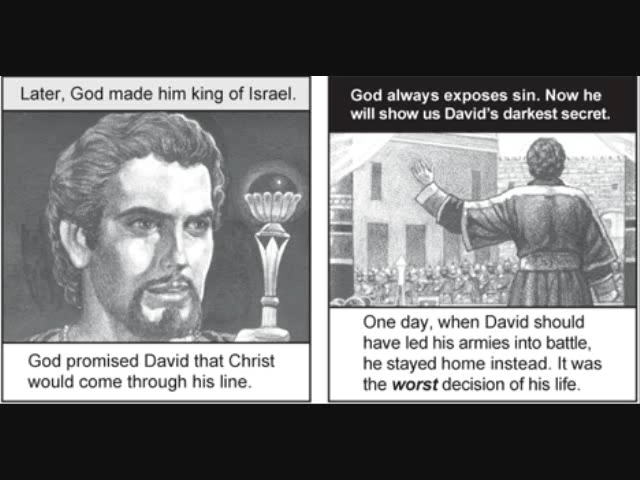 Later, God made him king of Israel.
God promised David that Christ
would come through his line.
God always exposes sin. Now he
will show us David's darkest secret.
One day, when David should
have led his armies into battle,
he stayed home instead. It was
the worst decision of his life.